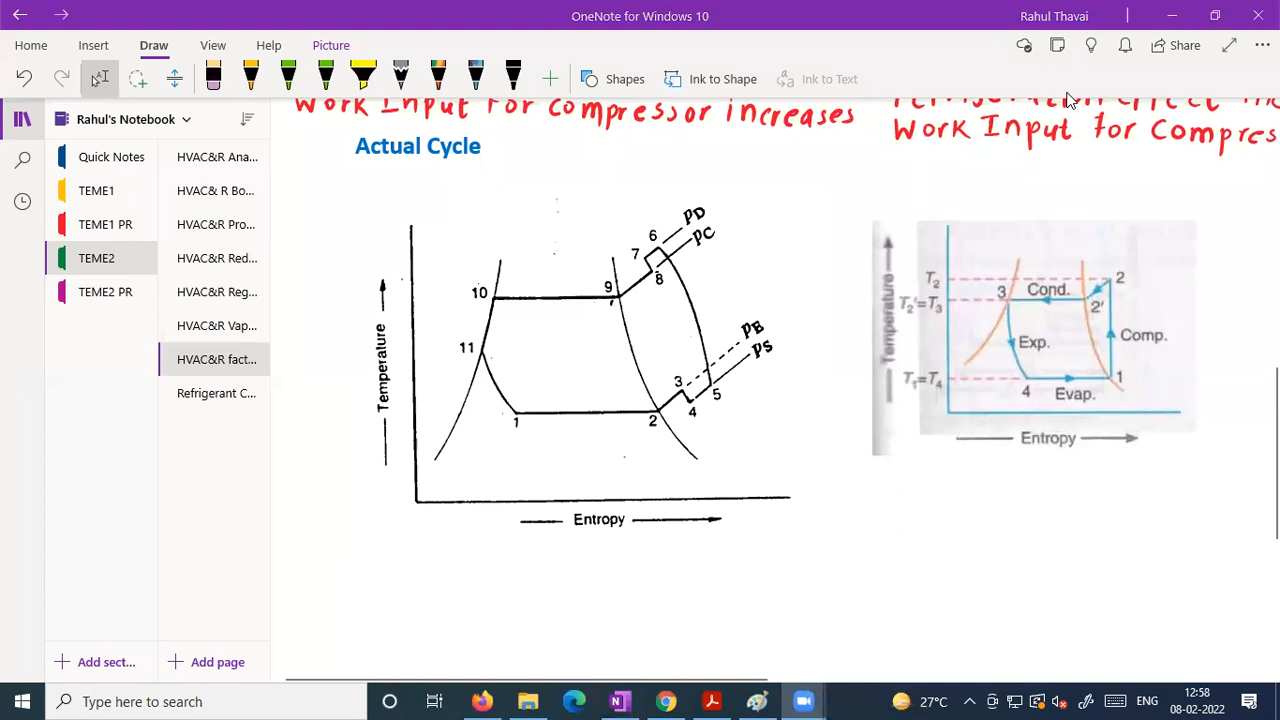 OneNote for Windows 10
Rahul Thavai
Home Insert Draw View Help Picture
Share
Shapes
Ink to Shape
Ink to Text
Rahul's Notebook
Quick Notes
TEME1
TEME1 PR
TEME2
TEME2 PR
HVAC&R Ana...
HVAC& R Bo...
HVAC&R Pro...
HVAC&R Red...
HVAC&R Reg...
HVAC&R Vap...
HVAC&R fact...
Refrigerant C...
Add sect...
Add page
Work Input For Compressor increases
Work Input for Compres
Actual Cycle
PD
PC
6
7
8
9
10
11
PE
PS
3
4
5
1
2
Temperature
Entropy
T2
T2'=T3
T1=T4
3
Cond.
2
2'
Exp.
Comp.
4
Evap.
1
Temperature
Entropy
Type here to search
27°C
ENG
12:58
08-02-2022